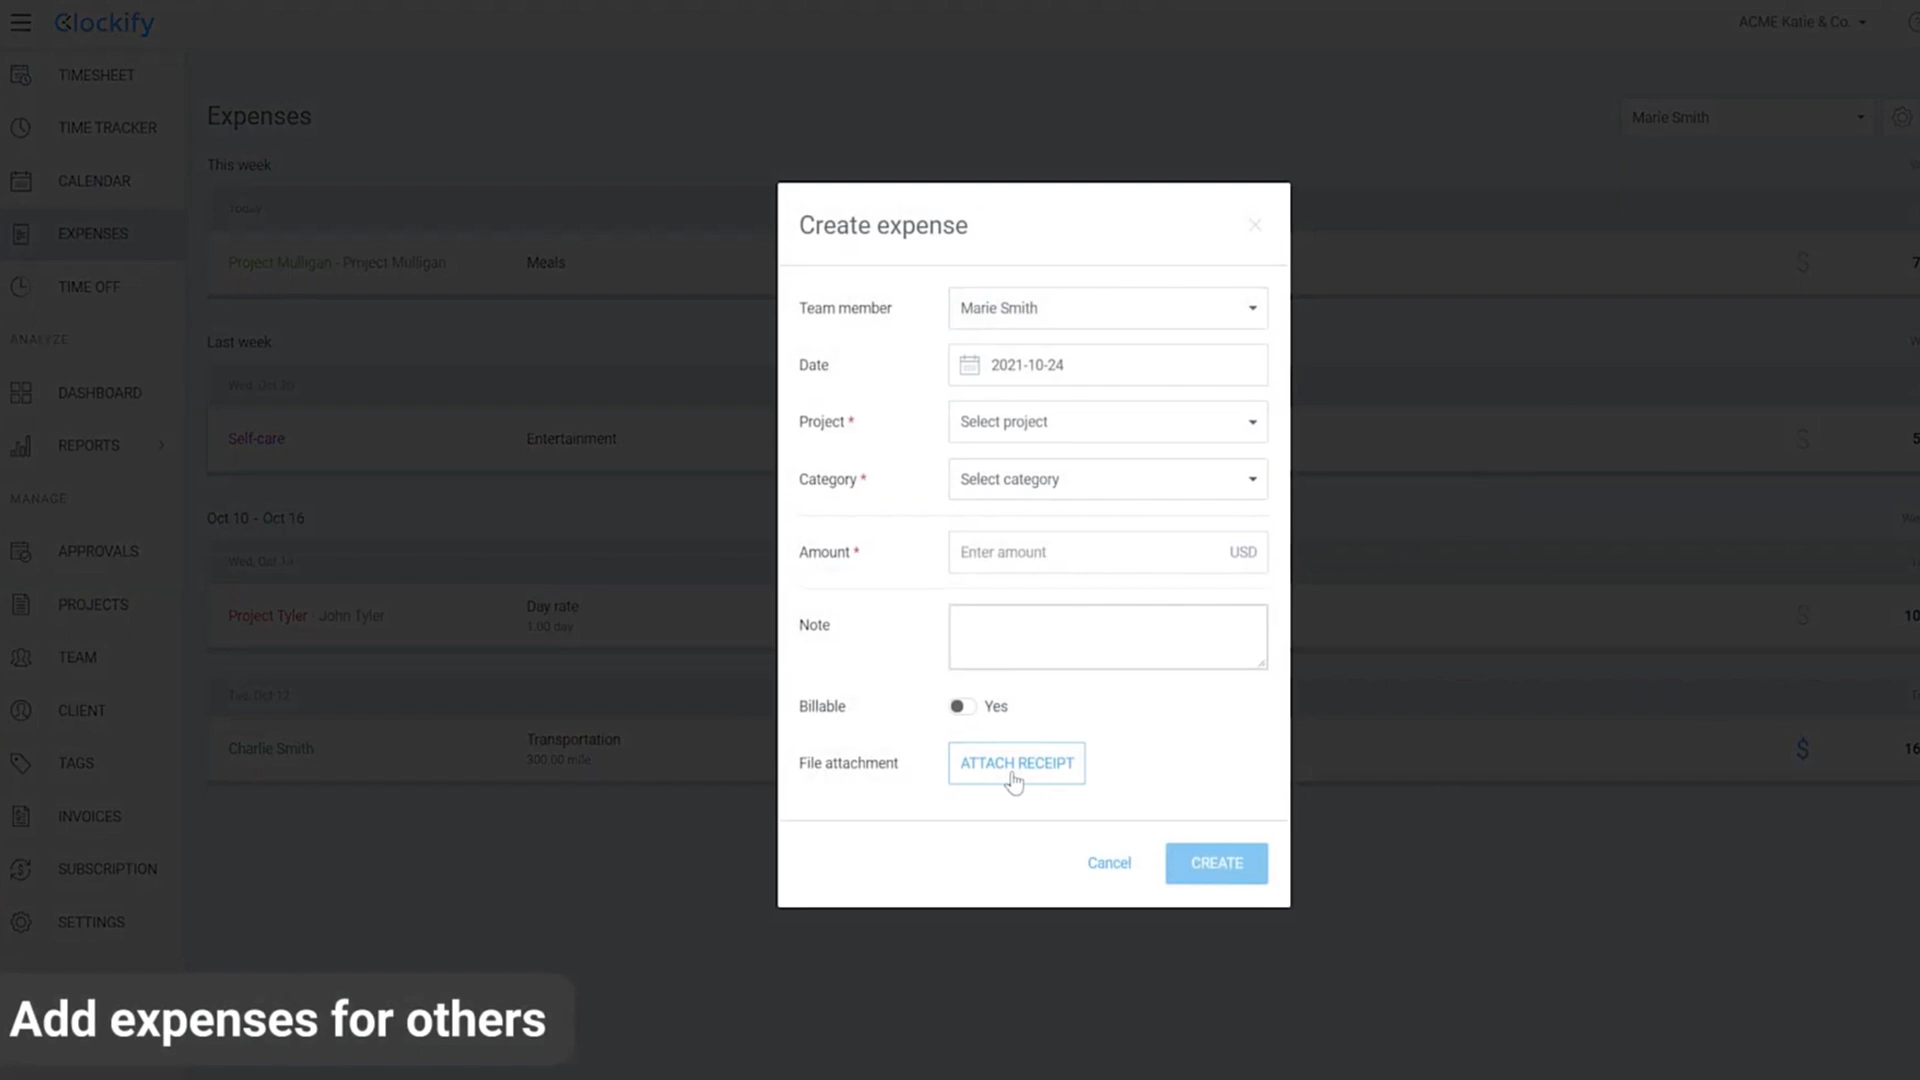 Clockify
ACME Katie & Co.
TIMESHEET
TIME TRACKER
CALENDAR
EXPENSES
TIME OFF
ANALYZE
DASHBOARD
REPORTS
MANAGE
APPROVALS
PROJECTS
TEAM
CLIENT
TAGS
INVOICES
SUBSCRIPTION
SETTINGS
Expenses
Marie Smith
This week
Today
Project Mulligan - Project Mulligan
Meals
$
7
Last week
Wed, Oct 20
Self-care
Entertainment
$
5
Oct 10 - Oct 16
Project Tyler - John Tyler
Day rate
1.00 day
$
10
Tue, Oct 12
Charlie Smith
Transportation
300.00 mile
$
16
Create expense
Team member
Marie Smith
Date
2021-10-24
Project *
Select project
Category *
Select category
Amount *
Enter amount
USD
Note
Billable
Yes
File attachment
ATTACH RECEIPT
Cancel
CREATE
Add expenses for others